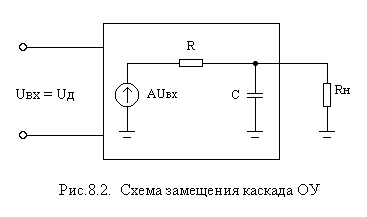 R
Uвх = Uд
AUвх
C
Rн
Рис.8.2. Схема замещения каскада ОУ